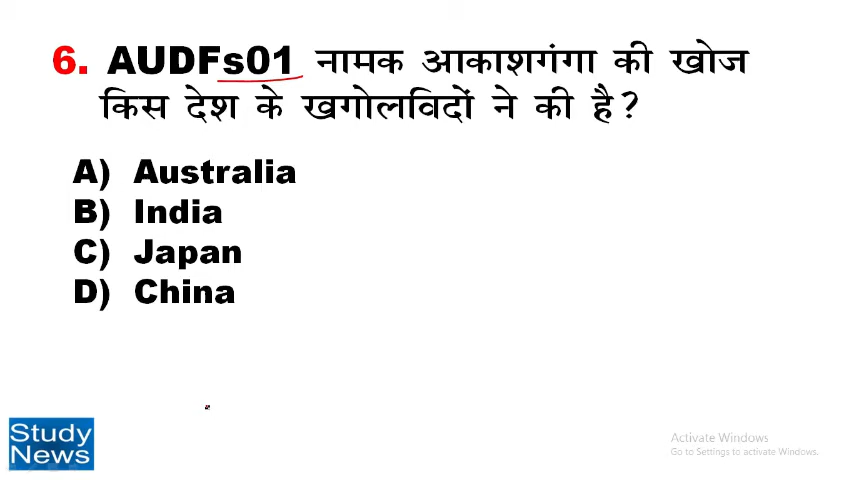 6. AUDFs01 नामक आकाशगंगा की खोज
किस देश के खगोलविदों ने की है?
A) Australia
B) India
C) Japan
D) China
Study
News
Activate Windows
Go to Settings to activate Windows.